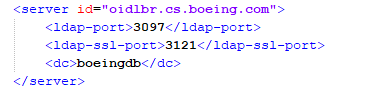 <server id="oidlbr.cs.boeing.com">
<ldap-port>3097</ldap-port>
<ldap-ssl-port>3121</ldap-ssl-port>
<dc>boeingdb</dc>
</server>